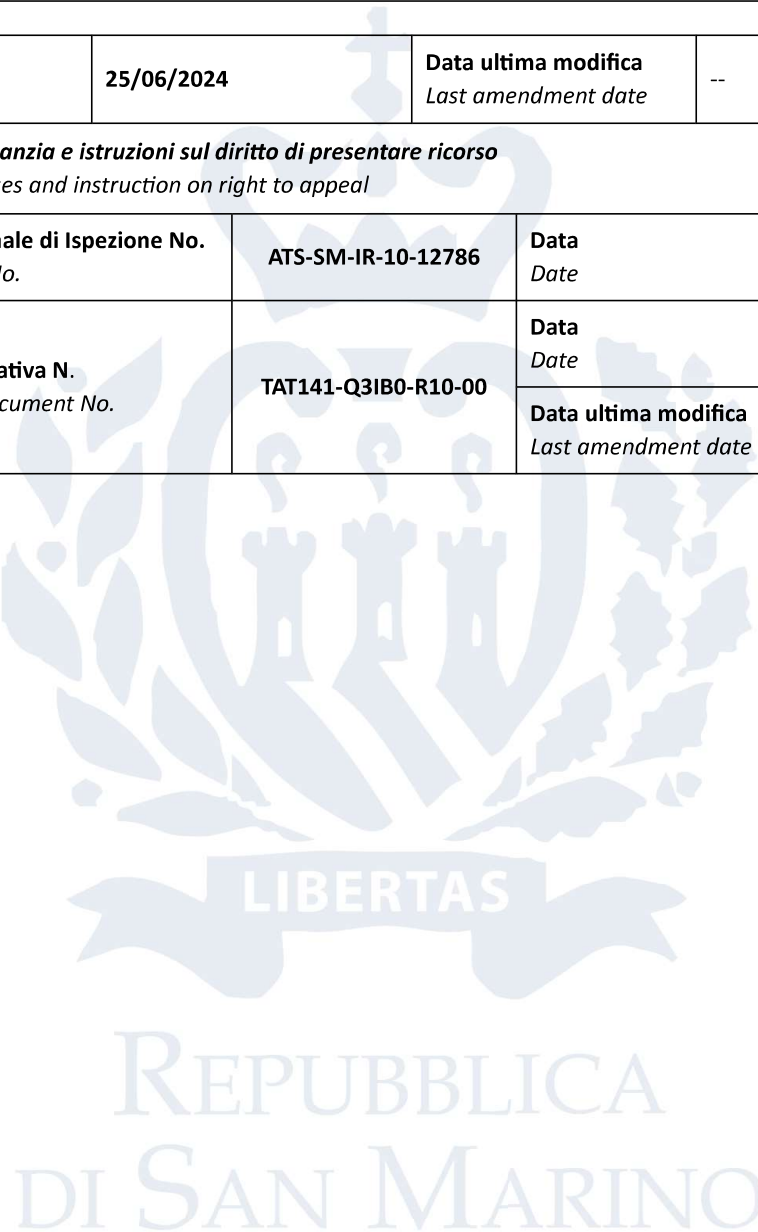 25/06/2024
Data ultima modifica
Last amendment date
--
anzia e istruzioni sul diritto di presentare ricorso
es and instruction on right to appeal
ale di Ispezione No.
o.
ATS-SM-IR-10-12786
Data
Date
ativa N.
cument No.
TAT141-Q3IB0-R10-00
Data
Date
Data ultima modifica
Last amendment date
LIBERTAS
REPUBBLICA
DI SAN MARINO